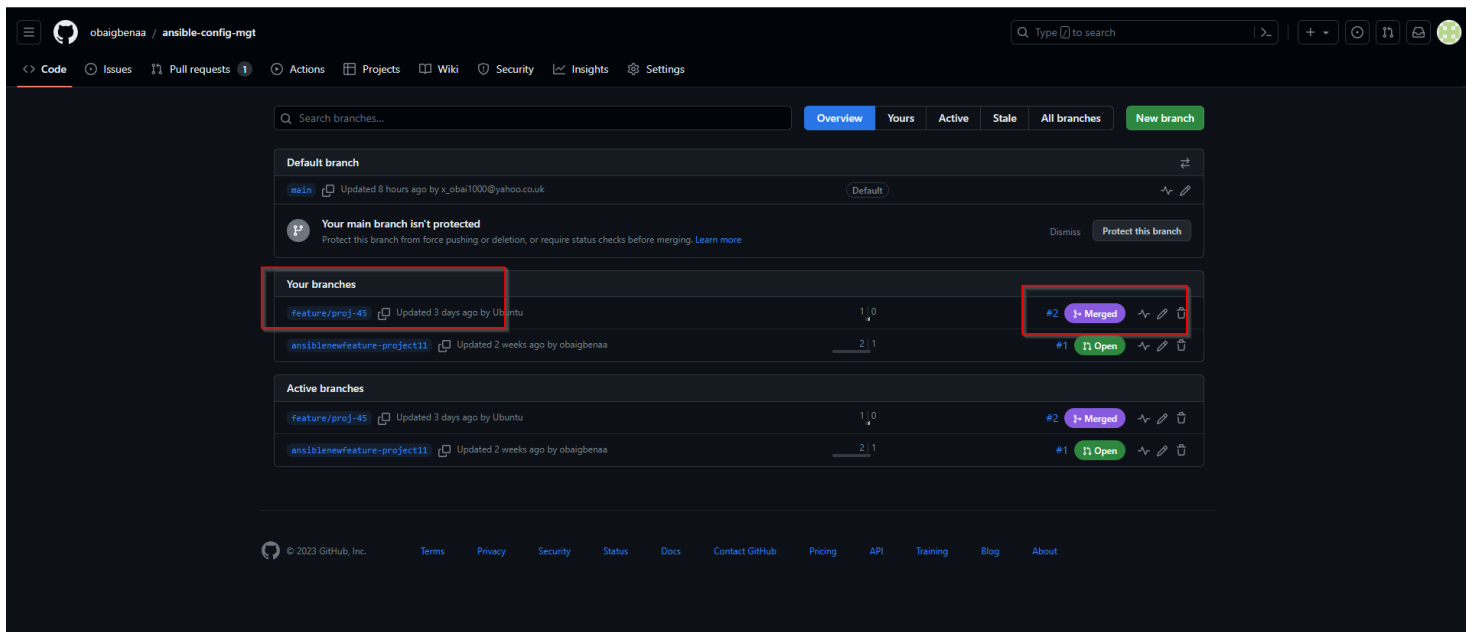 obaigbenaa / ansible-config-mgt Type / to search
Code Issues Pull requests 1 Actions Projects Wiki Security Insights Settings
Search branches... Overview Yours Active Stale All branches New branch
Default branch
main Updated 8 hours ago by x_obai1000@yahoo.co.uk Default
Your main branch isn't protected
Protect this branch from force pushing or deletion, or require status checks before merging. Learn more Dismiss Protect this branch
Your branches
feature/proj-45 Updated 3 days ago by Ubuntu 1 0 #2 Merged
ansiblenewfeature-project11 Updated 2 weeks ago by obaigbenaa 2 1 #1 Open
Active branches
feature/proj-45 Updated 3 days ago by Ubuntu 1 0 #2 Merged
ansiblenewfeature-project11 Updated 2 weeks ago by obaigbenaa 2 1 #1 Open
© 2023 GitHub, Inc. Terms Privacy Security Status Docs Contact GitHub Pricing API Training Blog About